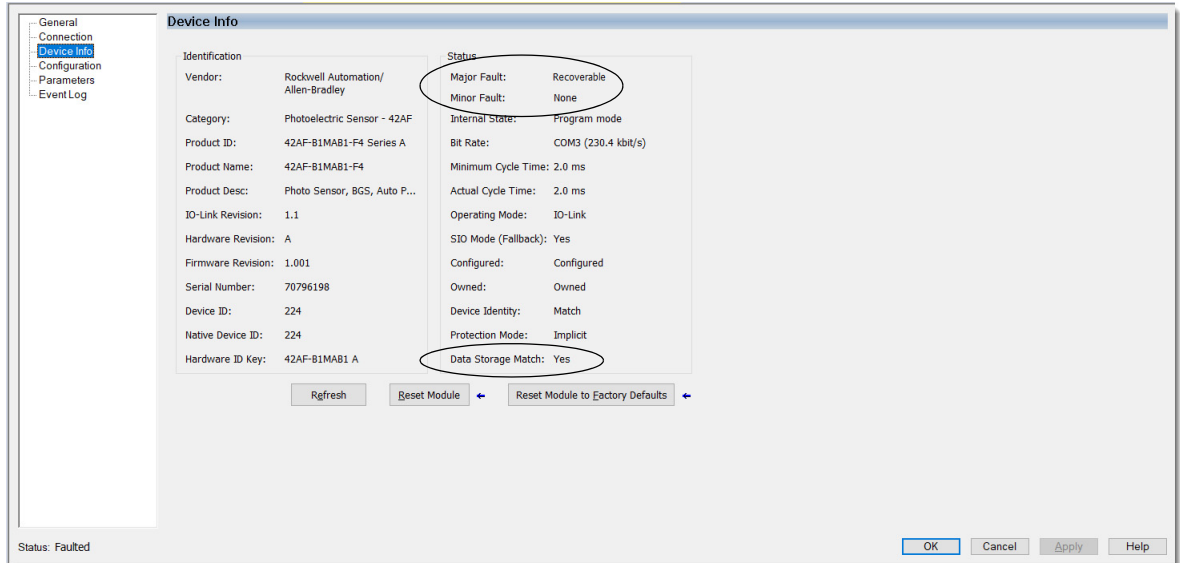 General
Connection
Device Info
Configuration
Parameters
Event Log
Device Info
Identification
Vendor: Rockwell Automation/
Allen-Bradley
Category: Photoelectric Sensor - 42AF
Product ID: 42AF-B1MAB1-F4 Series A
Product Name: 42AF-B1MAB1-F4
Product Desc: Photo Sensor, BGS, Auto P...
IO-Link Revision: 1.1
Hardware Revision: A
Firmware Revision: 1.001
Serial Number: 70796198
Device ID: 224
Native Device ID: 224
Hardware ID Key: 42AF-B1MAB1 A
Status
Major Fault: Recoverable
Minor Fault: None
Internal State: Program mode
Bit Rate: COM3 (230.4 kbit/s)
Minimum Cycle Time: 2.0 ms
Actual Cycle Time: 2.0 ms
Operating Mode: IO-Link
SIO Mode (Fallback): Yes
Configured: Configured
Owned: Owned
Device Identity: Match
Protection Mode: Implicit
Data Storage Match: Yes
Refresh
Reset Module
Reset Module to Factory Defaults
Status: Faulted
OK
Cancel
Apply
Help